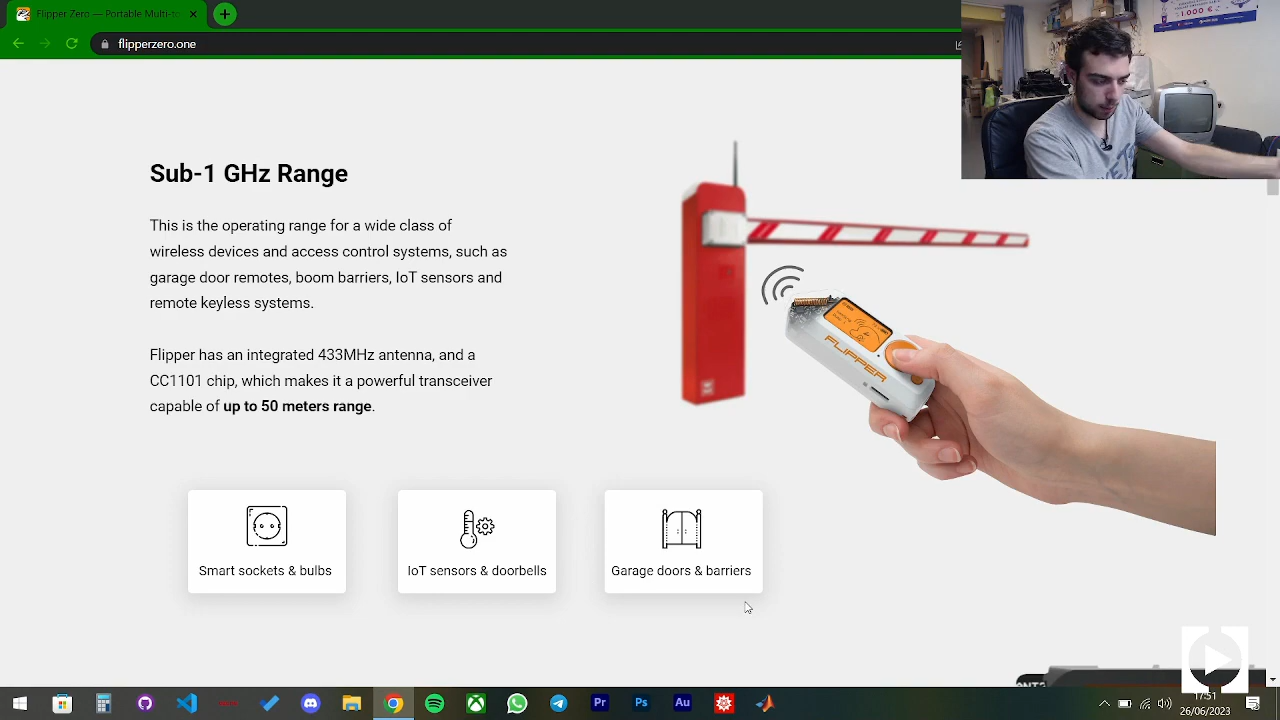 Flipper Zero — Portable Multi-to
flipperzero.one
Sub-1 GHz Range
This is the operating range for a wide class of
wireless devices and access control systems, such as
garage door remotes, boom barriers, IoT sensors and
remote keyless systems.
Flipper has an integrated 433MHz antenna, and a
CC1101 chip, which makes it a powerful transceiver
capable of up to 50 meters range.
FLIPPER
Smart sockets & bulbs
IoT sensors & doorbells
Garage doors & barriers
Pr
Ps
Au
17:51
26/06/2023